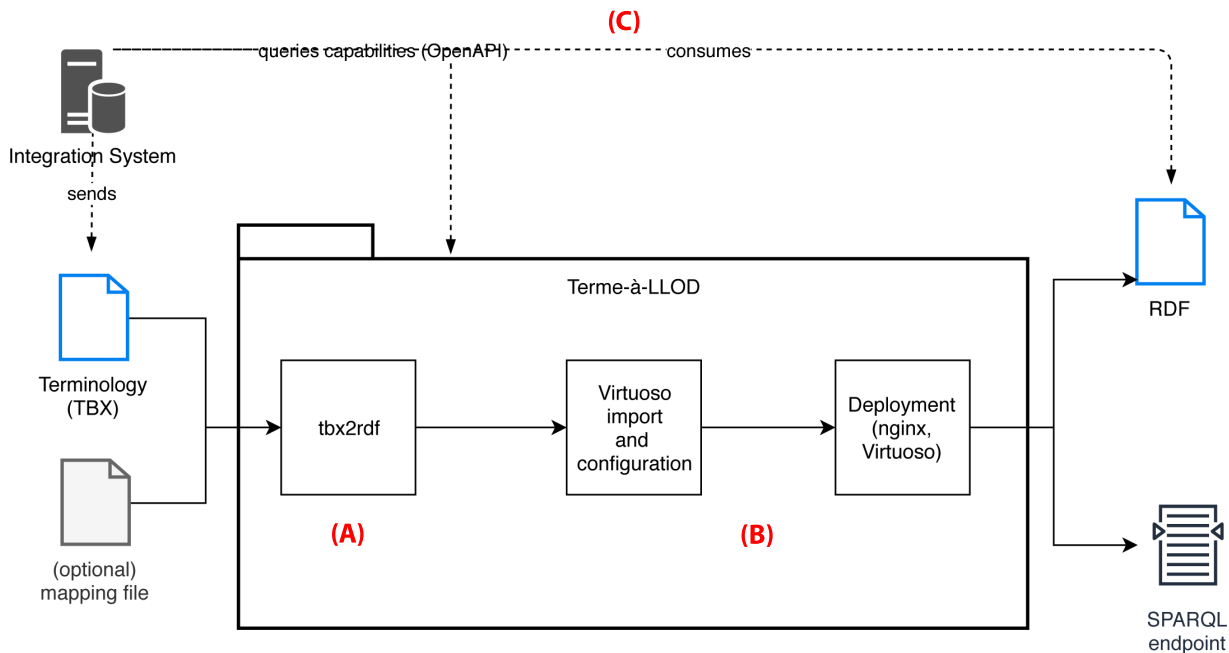 (C)
queries capabilities (OpenAPI)
consumes
Integration System
sends
Terme-à-LLOD
Terminology
(TBX)
(optional)
mapping file
tbx2rdf
Virtuoso
import
and
configuration
Deployment
(nginx,
Virtuoso)
(A)
(B)
RDF
SPARQL
endpoint